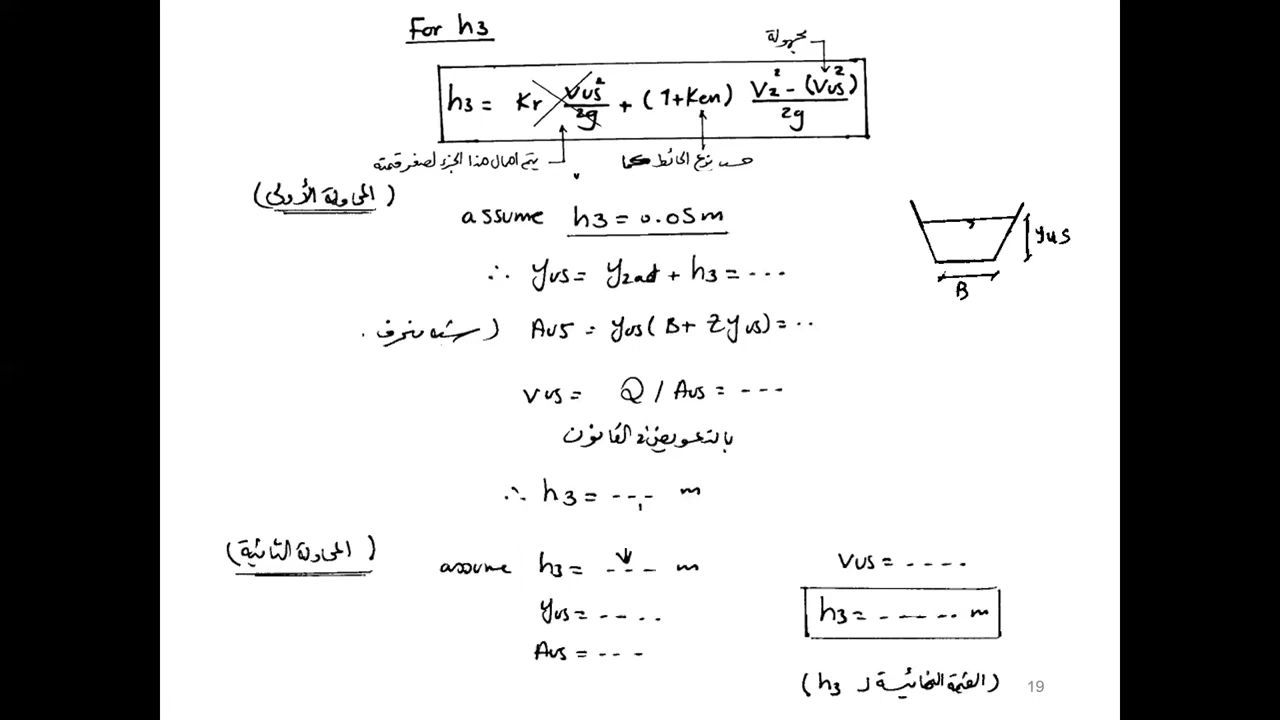 For h3
مجهولة
h3 = Kr Vus²/2g + (1+Ken) (V2² - (Vus)²)/2g
يتم اهمال هذا الجزء لصغر قيمته
حسب نوع الحائط كما
(المحاولة الأولى)
assume h3 = 0.05m
∴ yus = y2act + h3 = ---
yus
B
Aus = yus(B + Zyus) = .. (شبه منحرف.
Vus = Q / Aus = ---
بالتعويض في القانون
∴ h3 = --.- m
(المحاولة الثانية)
assume h3 = --- m
yus = ----
Aus = ---
Vus = ----
h3 = ----- m
(القيمة النهائية لـ h3)
19